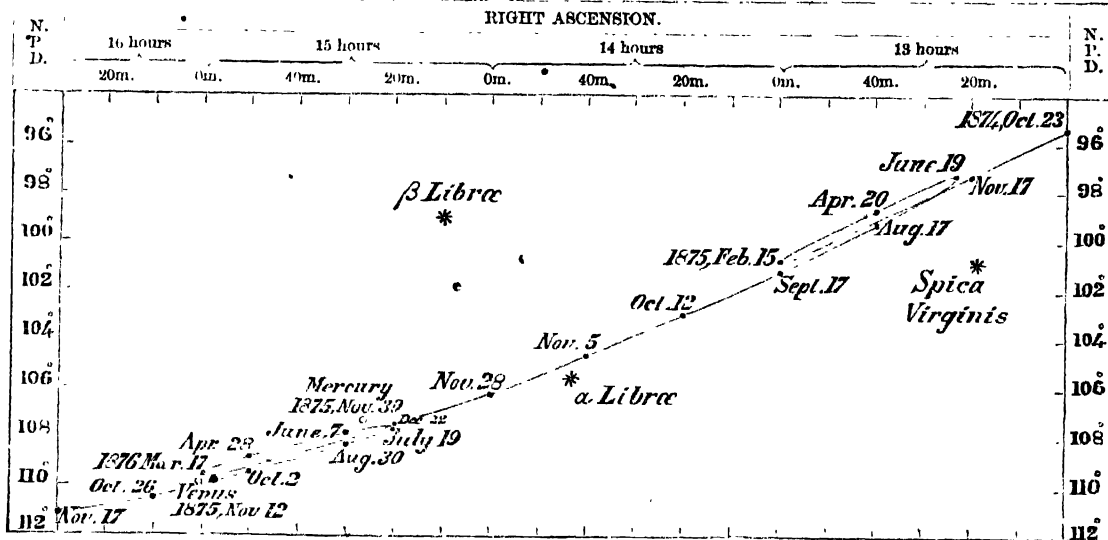 RIGHT ASCENSION.
N. P. D.
16 hours 15 hours 14 hours 13 hours
N. P. D.
20m. 0m. 40m. 20m. 0m. 40m. 20m. 0m. 40m. 20m.
96° 98° 100° 102° 104° 106° 108° 110° 112°
1874, Oct. 23
June 19
Nov. 17
Apr. 20
Aug. 17
β Libræ
1875, Feb. 15
Sept. 17
Spica
Virginis
Oct. 12
Nov. 5
α Libræ
Nov. 28
Mercury
1875, Nov. 30
Dec. 22
June, 7
July 19
Apr. 28
Aug. 30
1876 Mar. 17
Oct. 2
Oct. 26
Venus
1875, Nov 12
Nov. 17
96° 98° 100° 102° 104° 106° 108° 110° 112°